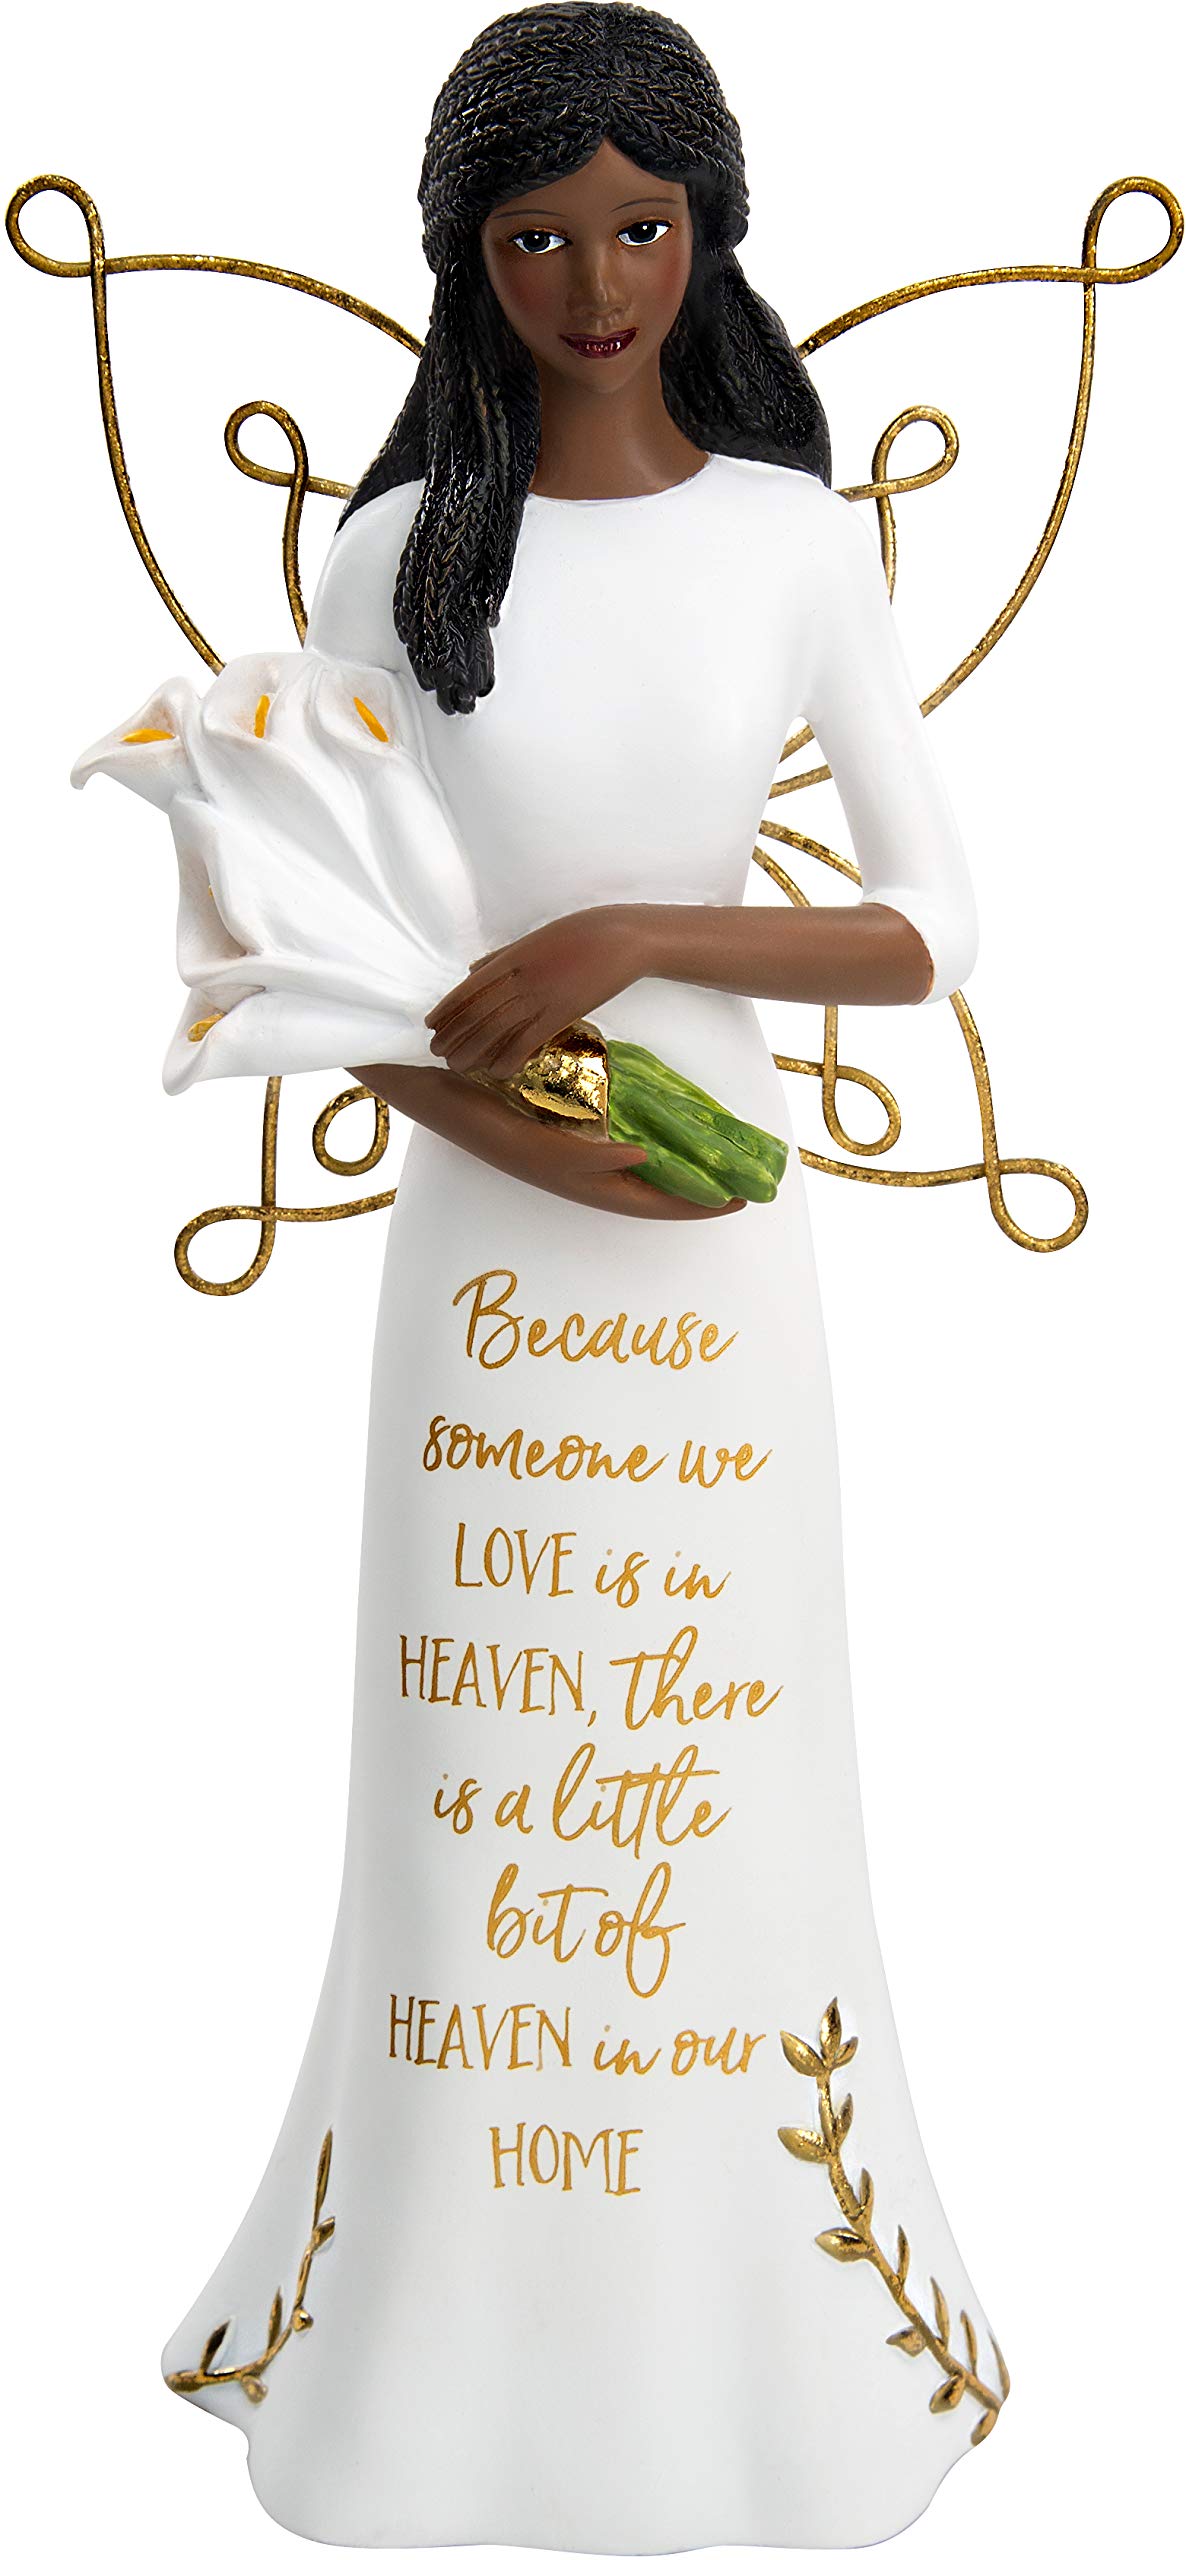 Because
someone we
LOVE is in
HEAVEN, there
is a little
bit of
HEAVEN in our
HOME